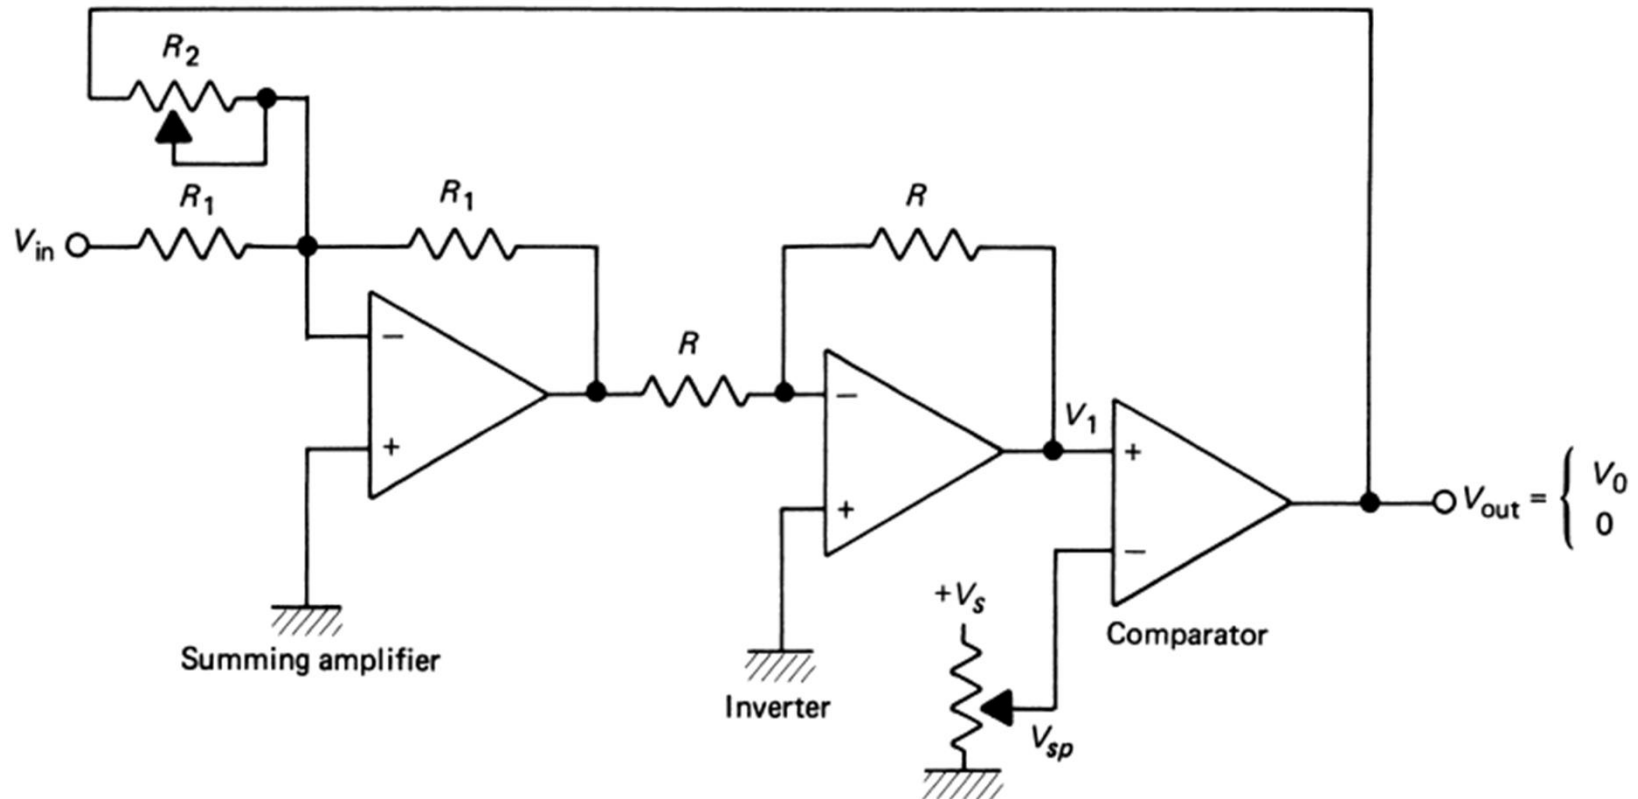 R2
R1
R1
R
Vin
−
+
R
−
+
V1
+
−
Vout = { V0
0
+Vs
Vsp
Summing amplifier
Inverter
Comparator